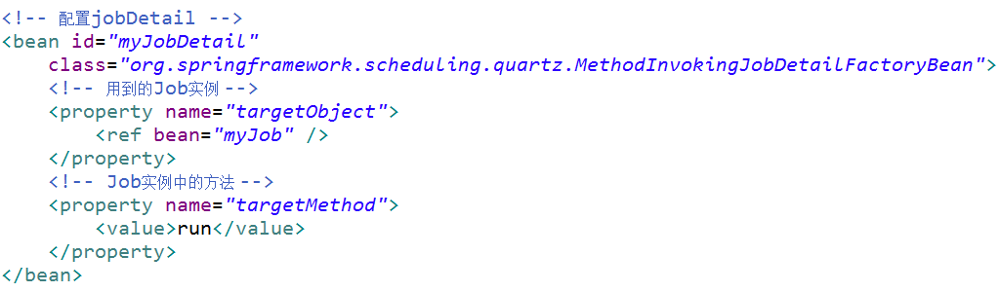 <!-- 配置jobDetail -->
<bean id="myJobDetail"
    class="org.springframework.scheduling.quartz.MethodInvokingJobDetailFactoryBean">
    <!-- 用到的Job实例 -->
    <property name="targetObject">
        <ref bean="myJob" />
    </property>
    <!-- Job实例中的方法 -->
    <property name="targetMethod">
        <value>run</value>
    </property>
</bean>